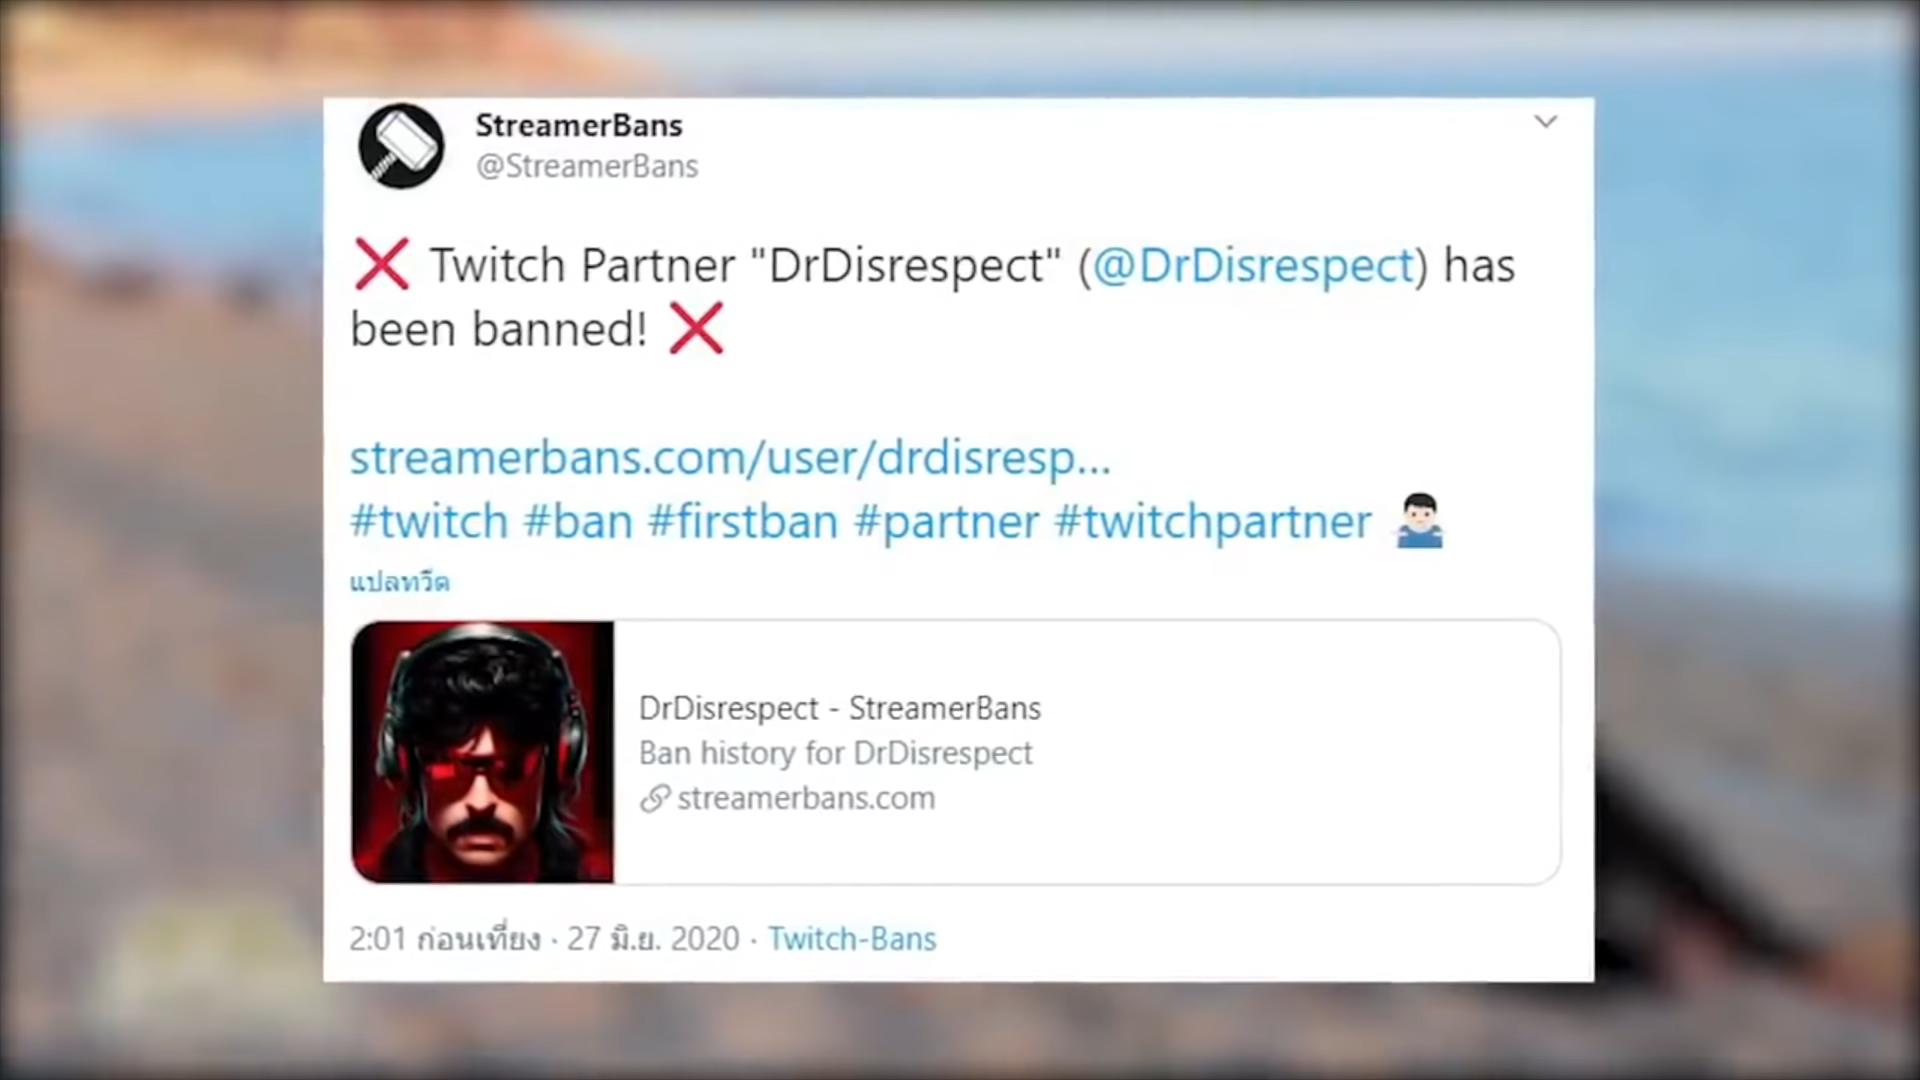 StreamerBans
@StreamerBans
❌ Twitch Partner "DrDisrespect" (@DrDisrespect) has
been banned! ❌
streamerbans.com/user/drdisresp...
#twitch #ban #firstban #partner #twitchpartner 🤷🏻‍♂️
แปลทวีต
DrDisrespect - StreamerBans
Ban history for DrDisrespect
streamerbans.com
2:01 ก่อนเที่ยง · 27 มิ.ย. 2020 · Twitch-Bans